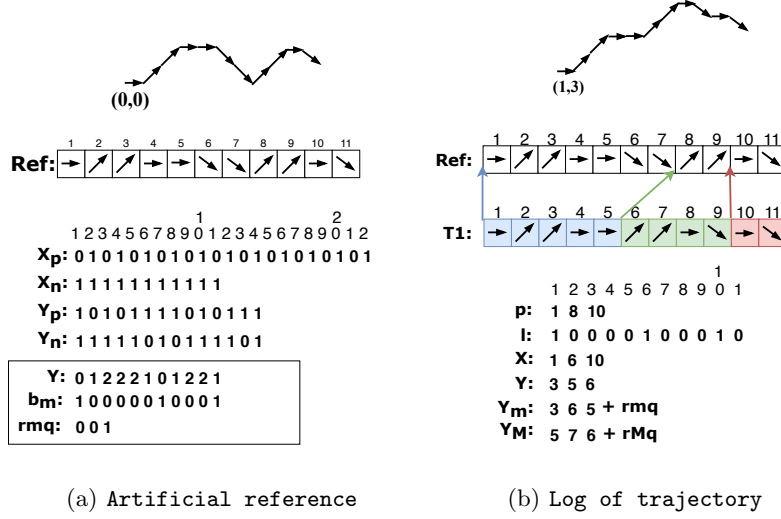 (0,0)
1 2 3 4 5 6 7 8 9 10 11
Ref:
1 2
1 2 3 4 5 6 7 8 9 0 1 2 3 4 5 6 7 8 9 0 1 2
Xp: 0 1 0 1 0 1 0 1 0 1 0 1 0 1 0 1 0 1 0 1 0 1
Xn: 1 1 1 1 1 1 1 1 1 1 1
Yp: 1 0 1 0 1 1 1 1 0 1 0 1 1 1
Yn: 1 1 1 1 1 0 1 0 1 1 1 1 0 1
Y: 0 1 2 2 2 1 0 1 2 2 1
bm: 1 0 0 0 0 0 1 0 0 0 1
rmq: 0 0 1
(a) Artificial reference
(1,3)
1 2 3 4 5 6 7 8 9 10 11
Ref:
1 2 3 4 5 6 7 8 9 10 11
T1:
1
1 2 3 4 5 6 7 8 9 0 1
p: 1 8 10
l: 1 0 0 0 0 1 0 0 0 1 0
X: 1 6 10
Y: 3 5 6
Ym: 3 6 5 + rmq
YM: 5 7 6 + rMq
(b) Log of trajectory